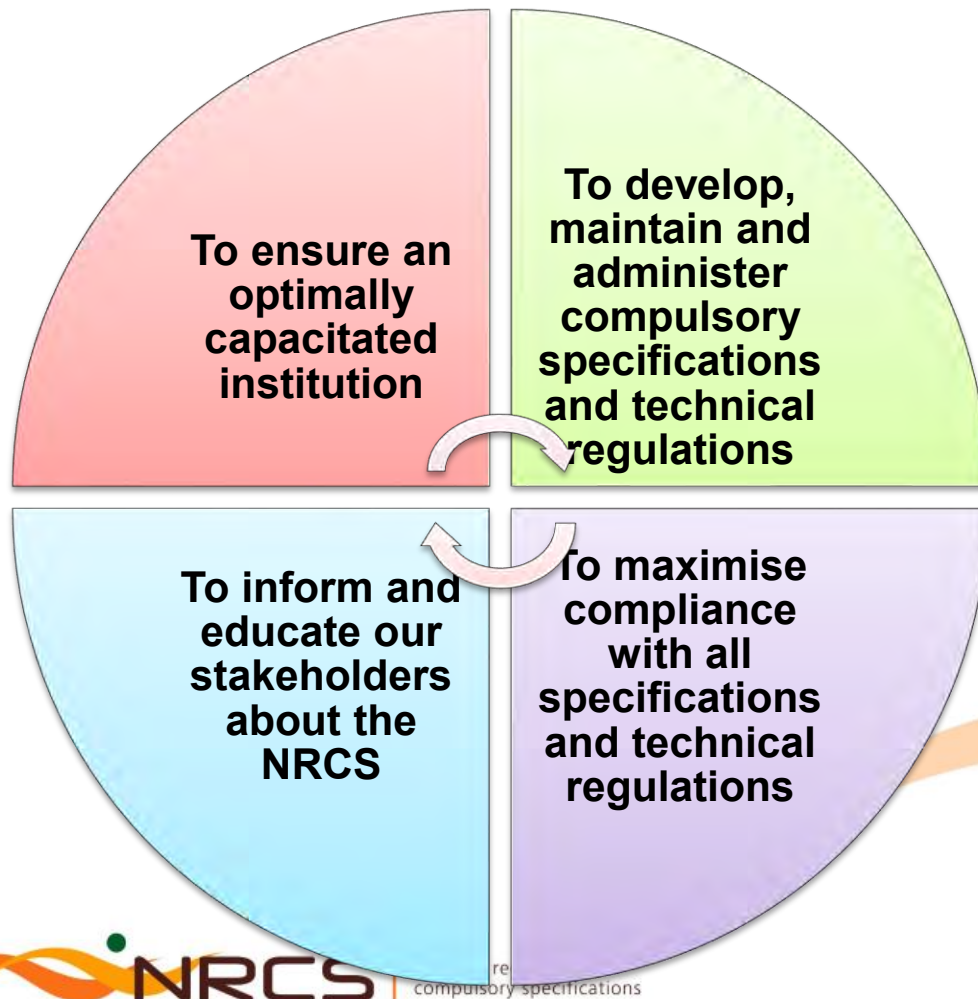 To ensure an
optimally
capacitated
institution
To develop,
maintain and
administer
compulsory
specifications
and technical
regulations
To inform and
educate our
stakeholders
about the
NRCS
To maximise
compliance
with all
specifications
and technical
regulations
NRCS
compulsory specifications